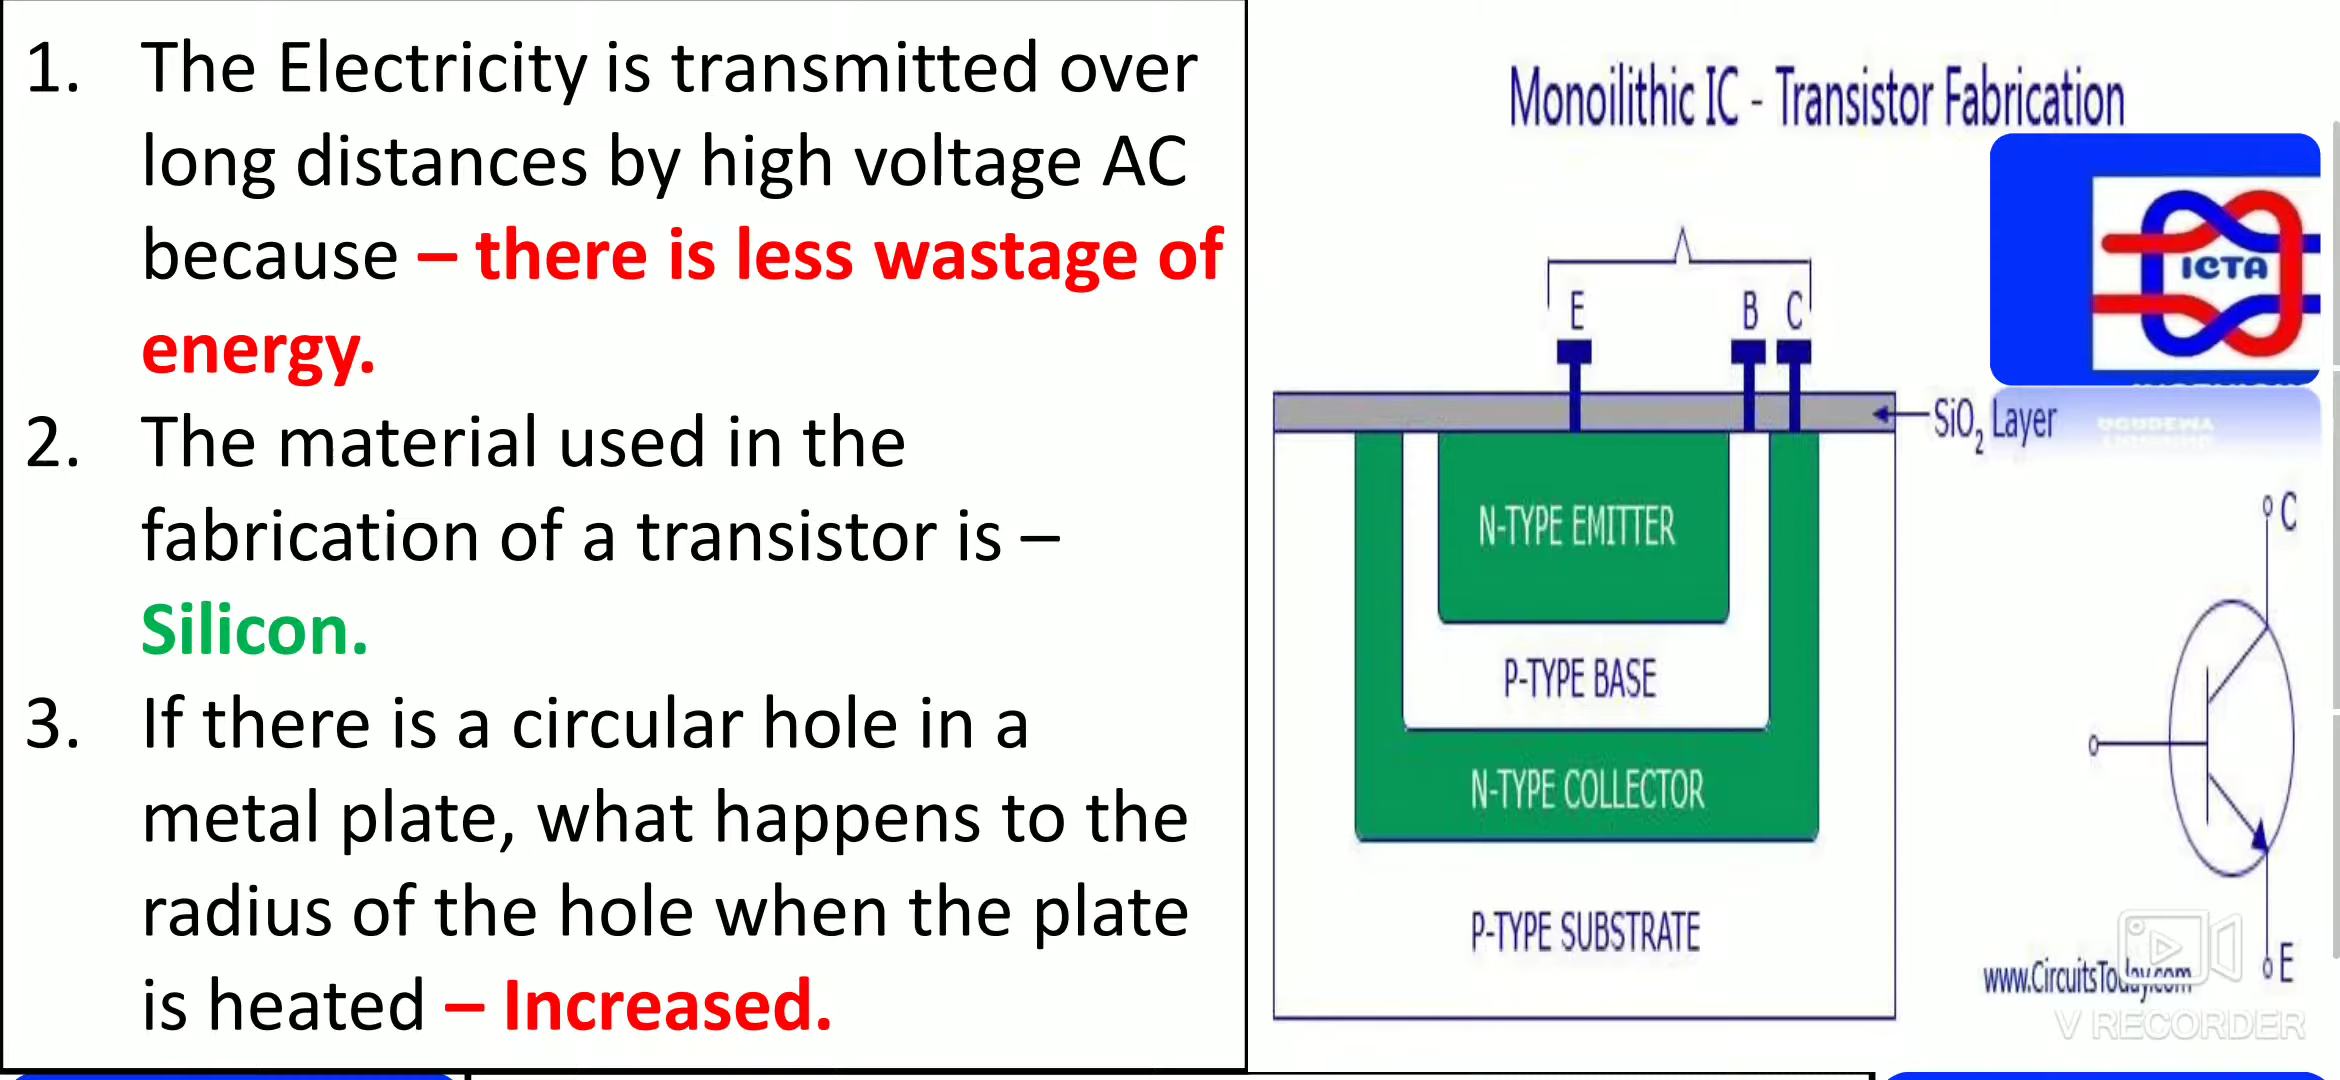 1. The Electricity is transmitted over
long distances by high voltage AC
because – there is less wastage of
energy.
2. The material used in the
fabrication of a transistor is –
Silicon.
3. If there is a circular hole in a
metal plate, what happens to the
radius of the hole when the plate
is heated – Increased.
Monoilithic IC - Transistor Fabrication
ICTA
E B C
SiO₂ Layer
C
N-TYPE EMITTER
P-TYPE BASE
N-TYPE COLLECTOR
P-TYPE SUBSTRATE
E
www.CircuitsToday.com
V RECORDER